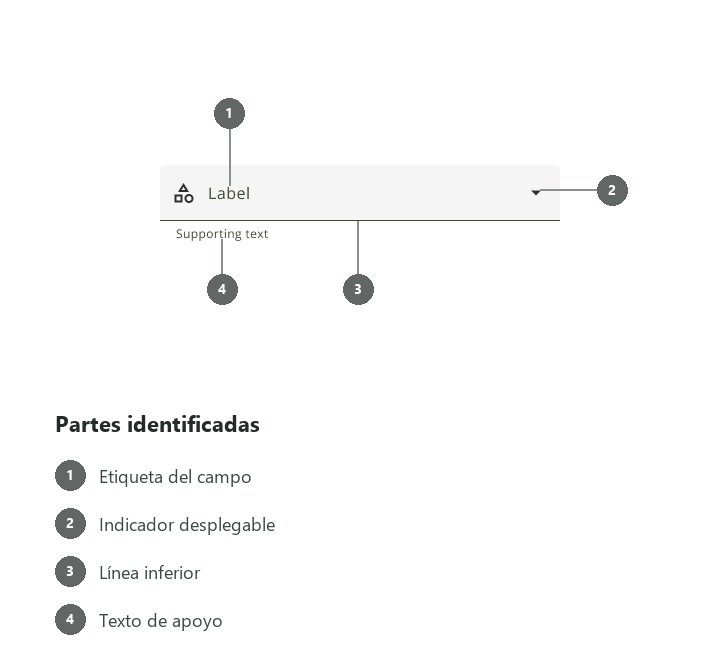 1
Label
2
Supporting text
4
3
Partes identificadas
1 Etiqueta del campo
2 Indicador desplegable
3 Línea inferior
4 Texto de apoyo